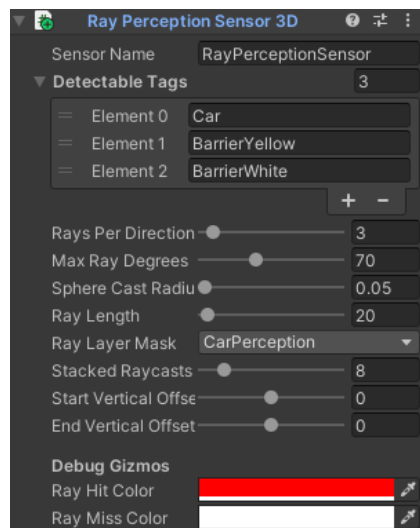 Ray Perception Sensor 3D
Sensor Name RayPerceptionSensor
Detectable Tags 3
Element 0 Car
Element 1 BarrierYellow
Element 2 BarrierWhite
+ -
Rays Per Direction 3
Max Ray Degrees 70
Sphere Cast Radiu 0.05
Ray Length 20
Ray Layer Mask CarPerception
Stacked Raycasts 8
Start Vertical Offse 0
End Vertical Offset 0
Debug Gizmos
Ray Hit Color
Ray Miss Color